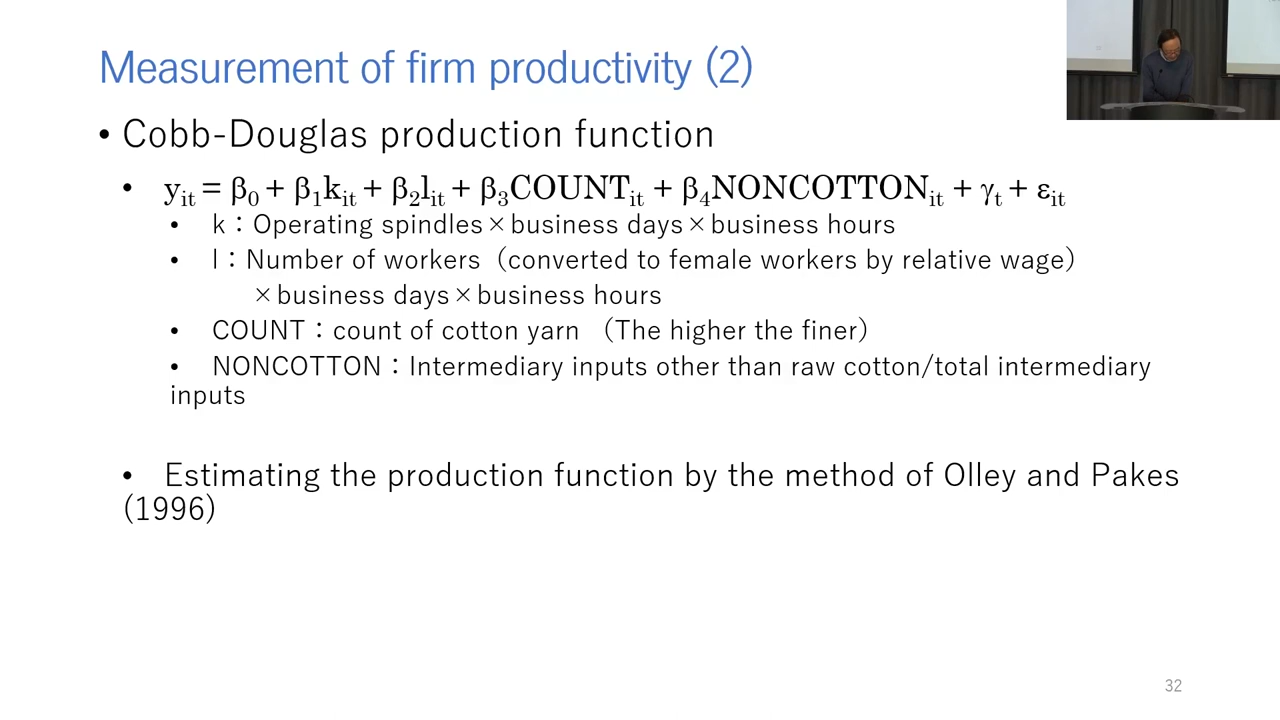 Measurement of firm productivity (2)
• Cobb-Douglas production function
• yit = β0 + β1kit + β2lit + β3COUNTit + β4NONCOTTONit + γt + εit
• k：Operating spindles×business days×business hours
• l：Number of workers（converted to female workers by relative wage）
×business days×business hours
• COUNT：count of cotton yarn （The higher the finer）
• NONCOTTON：Intermediary inputs other than raw cotton/total intermediary
inputs
• Estimating the production function by the method of Olley and Pakes
(1996)
32